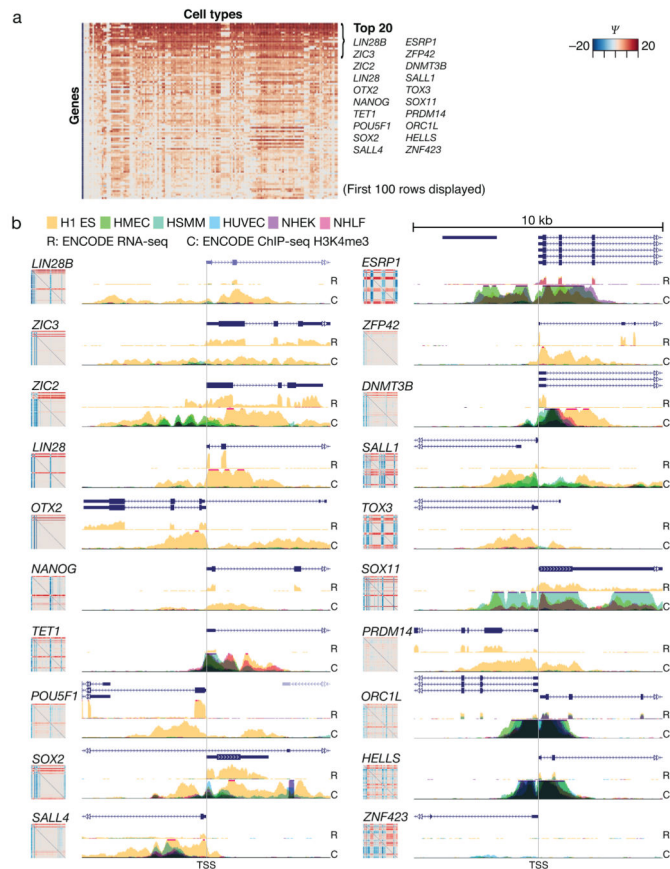 a
Cell types
Genes
Top 20
LIN28B ESRP1
ZIC3 ZFP42
ZIC2 DNMT3B
LIN28 SALL1
OTX2 TOX3
NANOG SOX11
TET1 PRDM14
POU5F1 ORC1L
SOX2 HELLS
SALL4 ZNF423
(First 100 rows displayed)
Ψ
-20 20
b
H1 ES HMEC HSMM HUVEC NHEK NHLF
R: ENCODE RNA-seq C: ENCODE ChIP-seq H3K4me3
10 kb
LIN28B
R
C
ZIC3
R
C
ZIC2
R
C
LIN28
R
C
OTX2
R
C
NANOG
R
C
TET1
R
C
POU5F1
R
C
SOX2
R
C
SALL4
R
C
TSS
ESRP1
R
C
ZFP42
R
C
DNMT3B
R
C
SALL1
R
C
TOX3
R
C
SOX11
R
C
PRDM14
R
C
ORC1L
R
C
HELLS
R
C
ZNF423
R
C
TSS